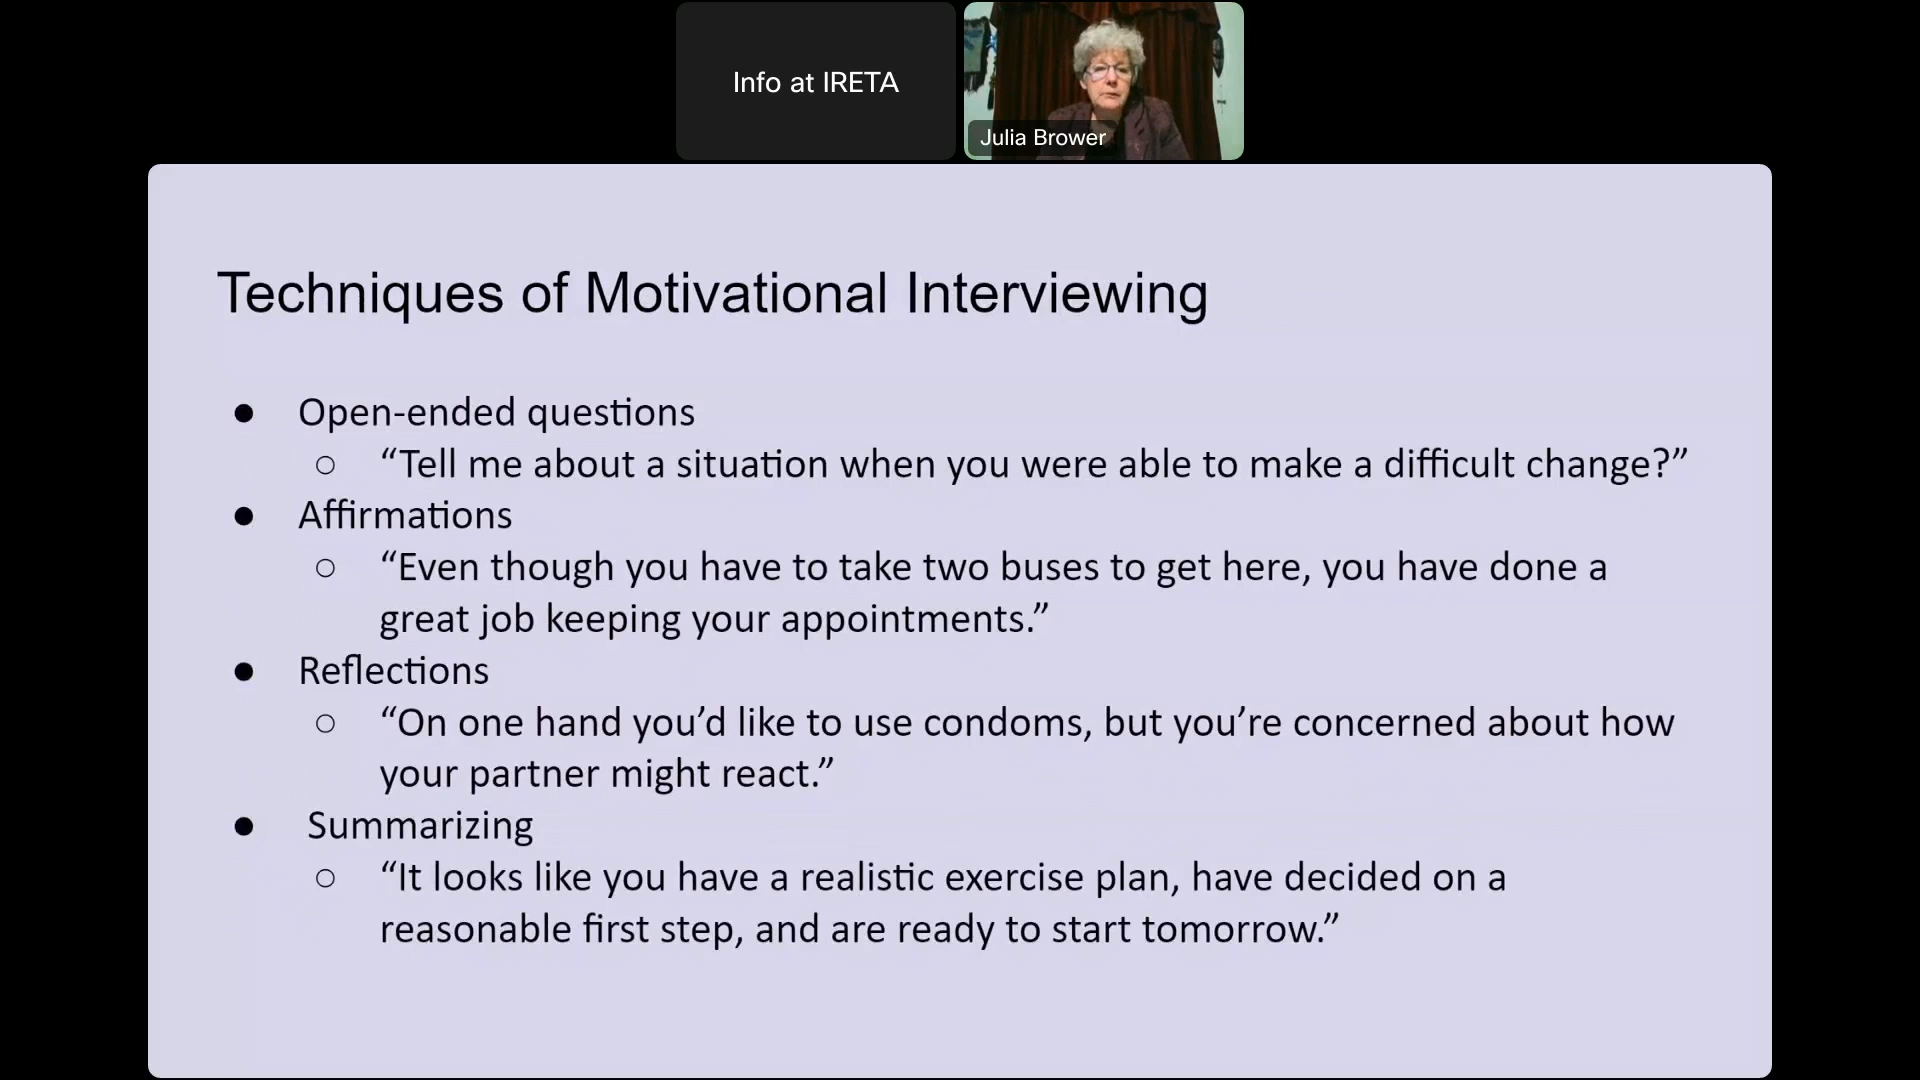 Info at IRETA
Julia Brower
Techniques of Motivational Interviewing
● Open-ended questions
○ “Tell me about a situation when you were able to make a difficult change?”
● Affirmations
○ “Even though you have to take two buses to get here, you have done a
great job keeping your appointments.”
● Reflections
○ “On one hand you’d like to use condoms, but you’re concerned about how
your partner might react.”
● Summarizing
○ “It looks like you have a realistic exercise plan, have decided on a
reasonable first step, and are ready to start tomorrow.”